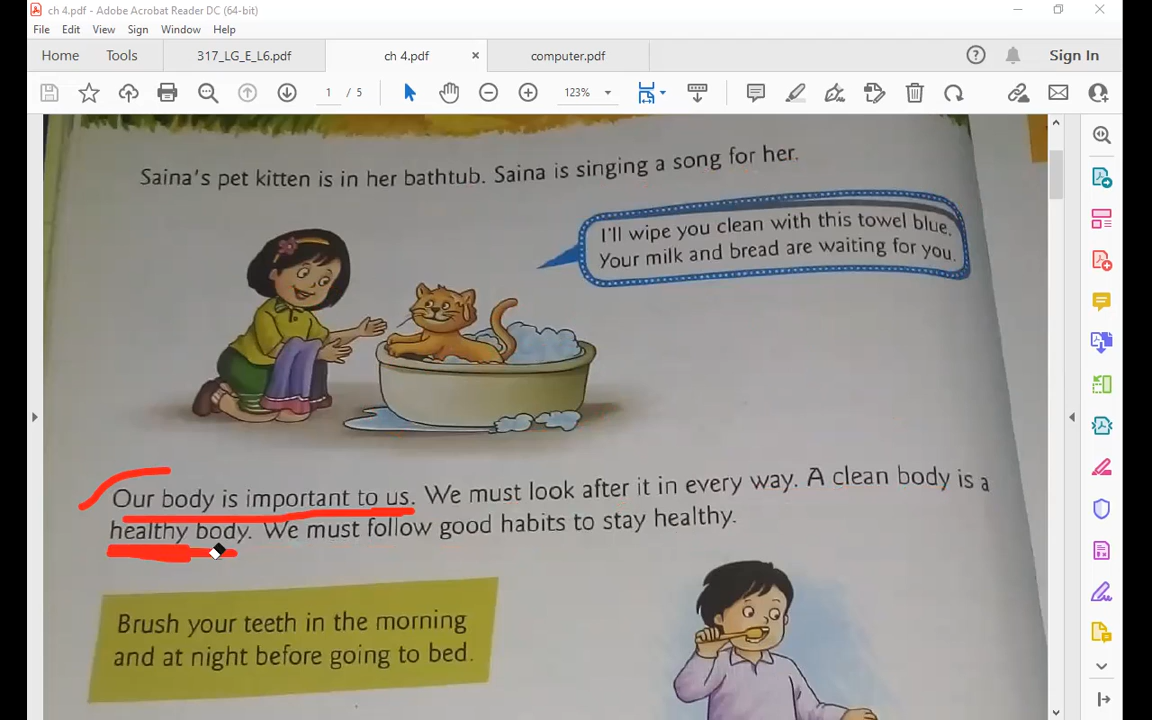 ch 4.pdf - Adobe Acrobat Reader DC (64-bit)
File Edit View Sign Window Help
Home Tools 317_LG_E_L6.pdf ch 4.pdf computer.pdf Sign In
1 / 5 123%
Saina's pet kitten is in her bathtub. Saina is singing a song for her.
I'll wipe you clean with this towel blue.
Your milk and bread are waiting for you.
Our body is important to us. We must look after it in every way. A clean body is a
healthy body. We must follow good habits to stay healthy.
Brush your teeth in the morning
and at night before going to bed.